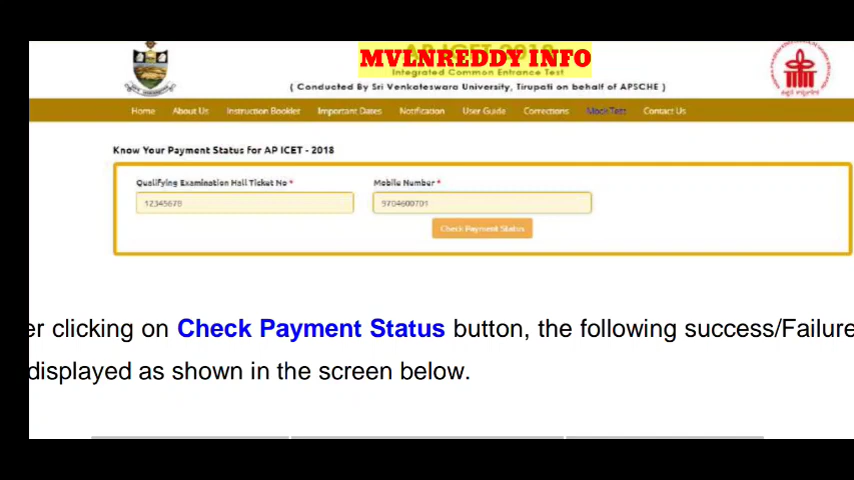 AP ICET 2018
MVLNREDDY INFO
Integrated Common Entrance Test
( Conducted By Sri Venkateswara University, Tirupati on behalf of APSCHE )
Home About Us Instruction Booklet Important Dates Notification User Guide Corrections Mock Test Contact Us
Know Your Payment Status for AP ICET - 2018
Qualifying Examination Hall Ticket No * Mobile Number *
12345678 9704600701
Check Payment Status
er clicking on Check Payment Status button, the following success/Failure
displayed as shown in the screen below.